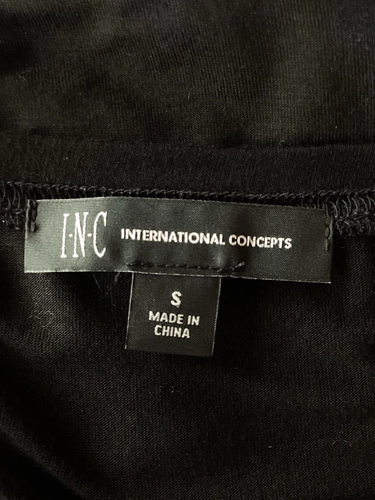 I·N·C INTERNATIONAL CONCEPTS
S
MADE IN
CHINA